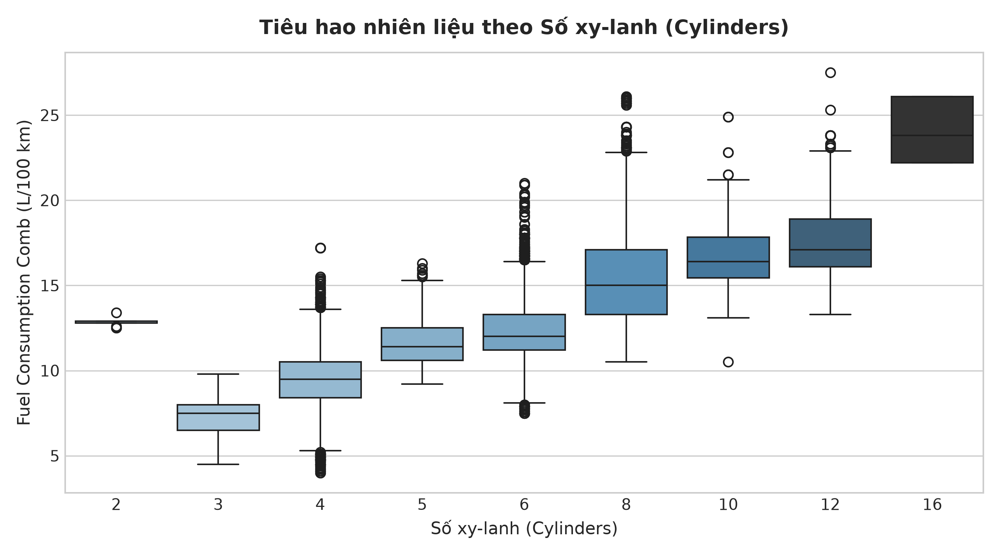 Tiêu hao nhiên liệu theo Số xy-lanh (Cylinders)
Fuel Consumption Comb (L/100 km)
25
20
15
10
5
2 3 4 5 6 8 10 12 16
Số xy-lanh (Cylinders)